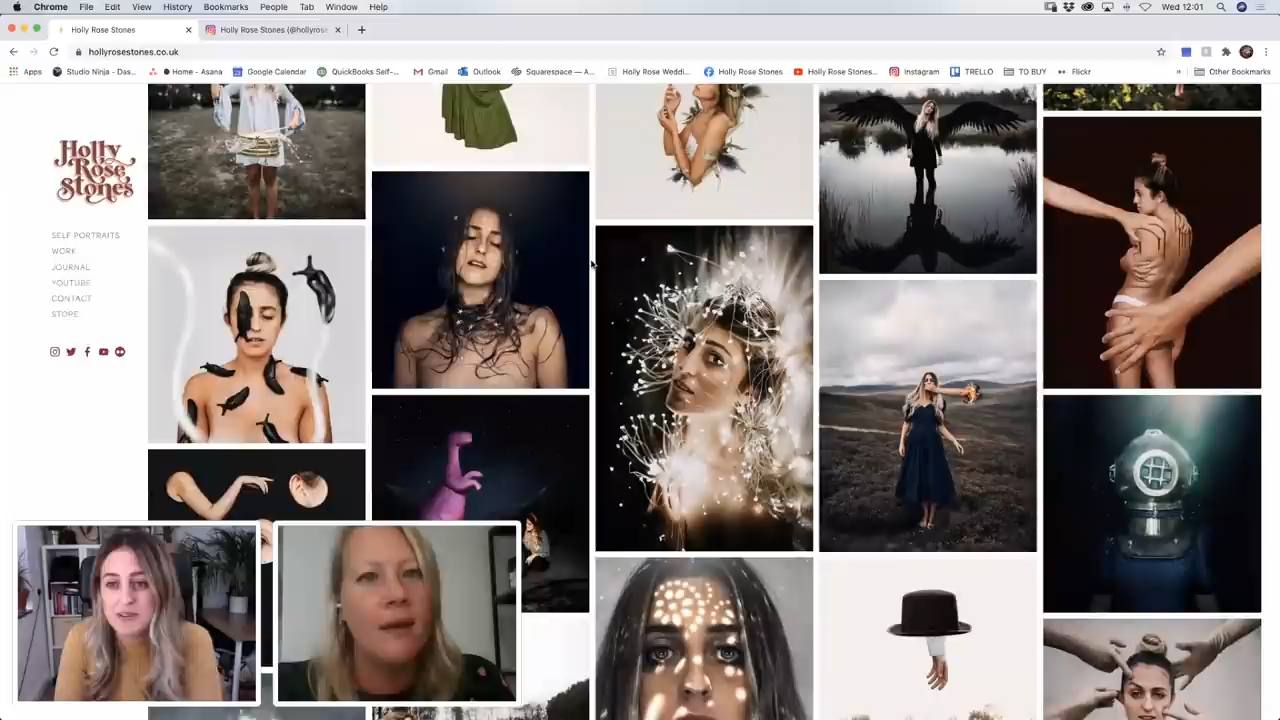 Chrome File Edit View History Bookmarks People Tab Window Help Wed 12:01
Holly Rose Stones Holly Rose Stones (@hollyros
hollyrosestones.co.uk
Apps Studio Ninja - Das... Home - Asana Google Calendar QuickBooks Self-... Gmail Outlook Squarespace — A... Holly Rose Weddi... Holly Rose Stones Holly Rose Stones... Instagram TRELLO TO BUY Flickr » Other Bookmarks
Holly
Rose
Stones
SELF PORTRAITS
WORK
JOURNAL
YOUTUBE
CONTACT
STORE